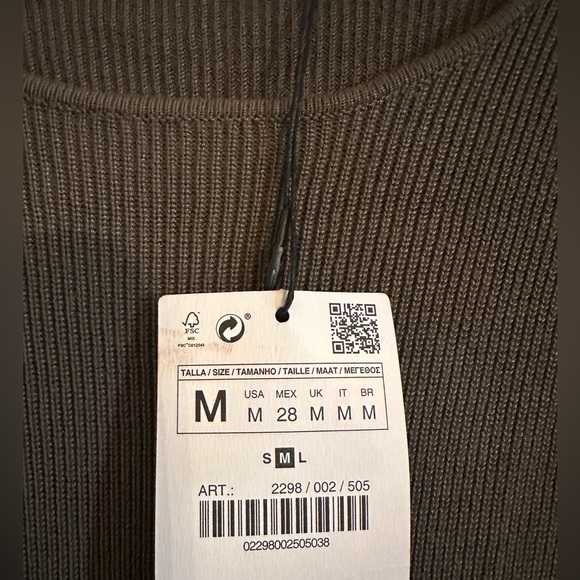 FSC
MIX
TALLA / SIZE / TAMANHO / TAILLE / MAAT / ΜΕΓΕΘΟΣ
M
USA MEX UK IT BR
M 28 M M M
S M L
ART.: 2298 / 002 / 505
02298002505038